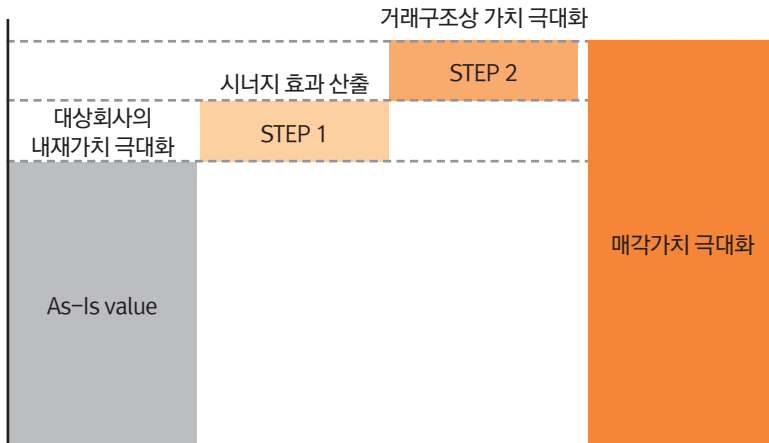 거래구조상 가치 극대화
STEP 2
시너지 효과 산출
STEP 1
대상회사의
내재가치 극대화
As-Is value
매각가치 극대화